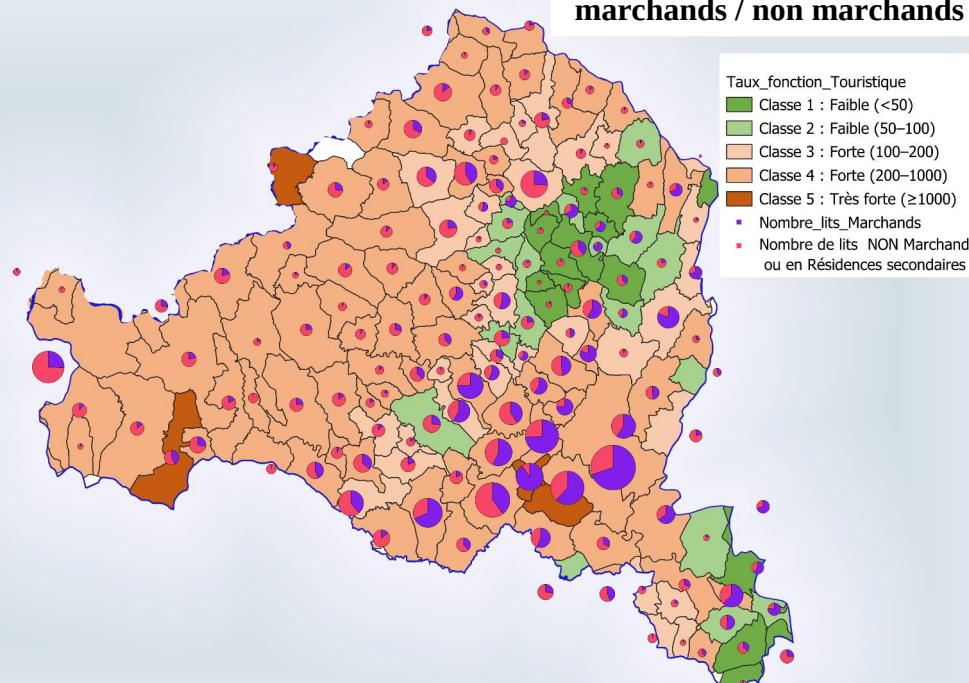 marchands / non marchands
Taux_fonction_Touristique
Classe 1 : Faible (<50)
Classe 2 : Faible (50–100)
Classe 3 : Forte (100–200)
Classe 4 : Forte (200–1000)
Classe 5 : Très forte (≥1000)
Nombre_lits_Marchands
Nombre de lits NON Marchand
ou en Résidences secondaires